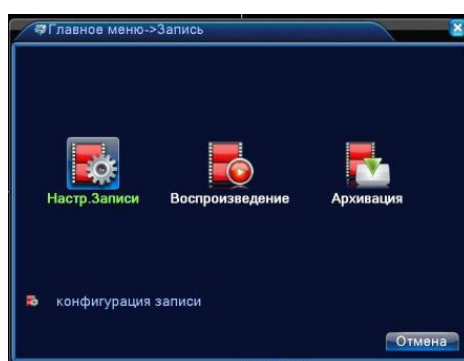 Главное меню->Запись
Настр.Записи Воспроизведение Архивация
конфигурация записи
Отмена